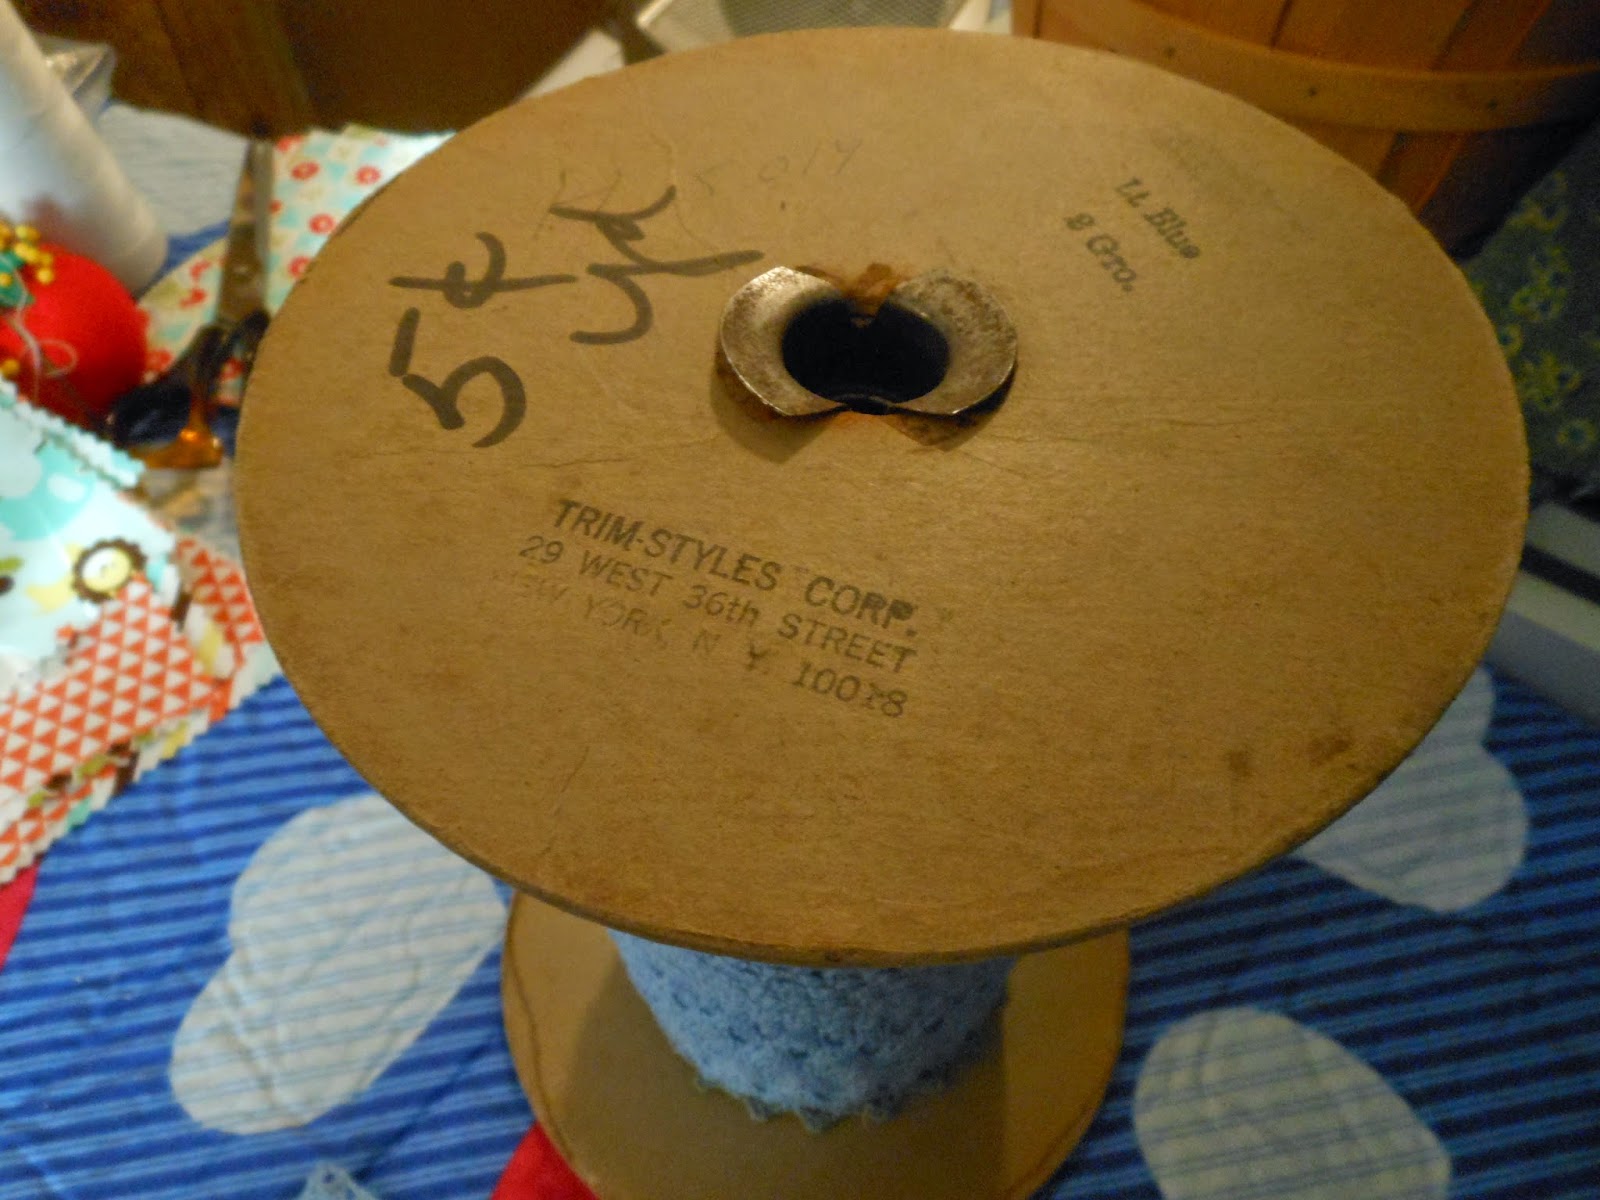 5¢
yd
Lt. Blue
8 Gro.
TRIM-STYLES CORP.
29 WEST 36th STREET
NEW YORK, N. Y. 10018